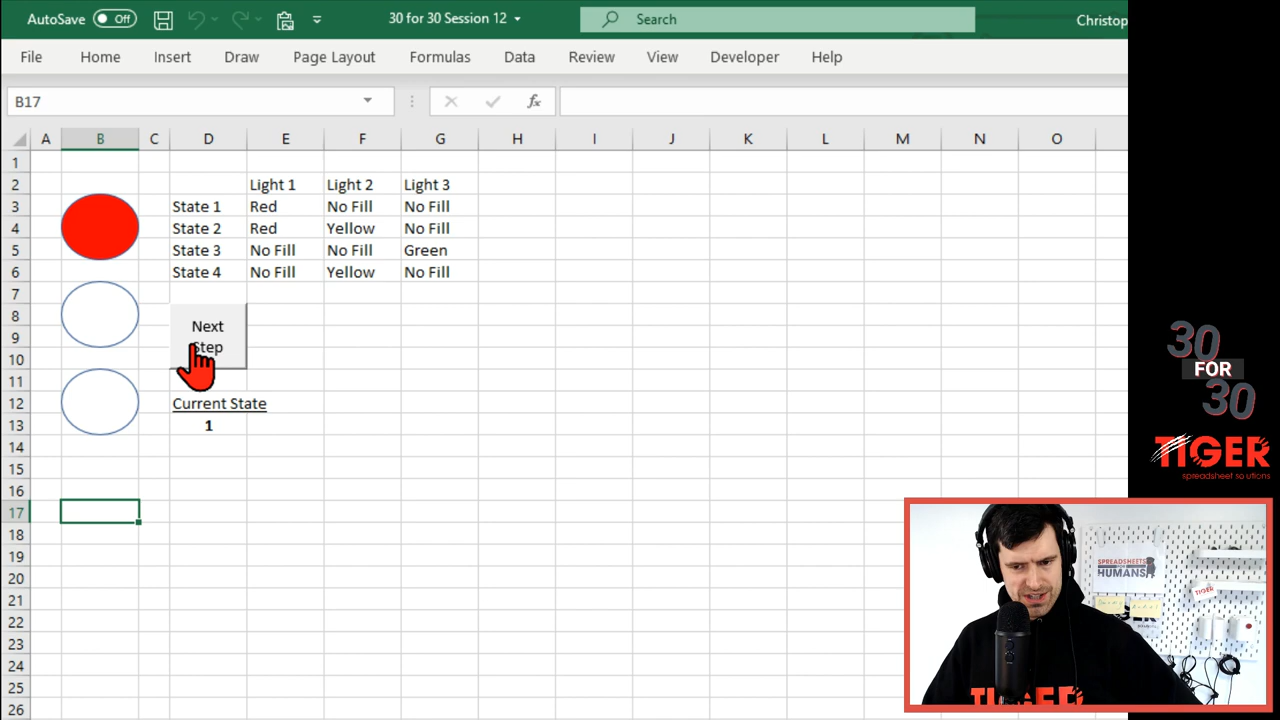 AutoSave Off 30 for 30 Session 12 Search Christop
File Home Insert Draw Page Layout Formulas Data Review View Developer Help
B17 fx
A B C D E F G H I J K L M N O
1
2 Light 1 Light 2 Light 3
3 State 1 Red No Fill No Fill
4 State 2 Red Yellow No Fill
5 State 3 No Fill No Fill Green
6 State 4 No Fill Yellow No Fill
7
8 Next
9 Step
10
11
12 Current State
13 1
14
15
16
17
18
19
20
21
22
23
24
25
26
30
FOR
30
TIGER
spreadsheet solutions
SPREADSHEETS
HUMANS
TIGER
TIGER